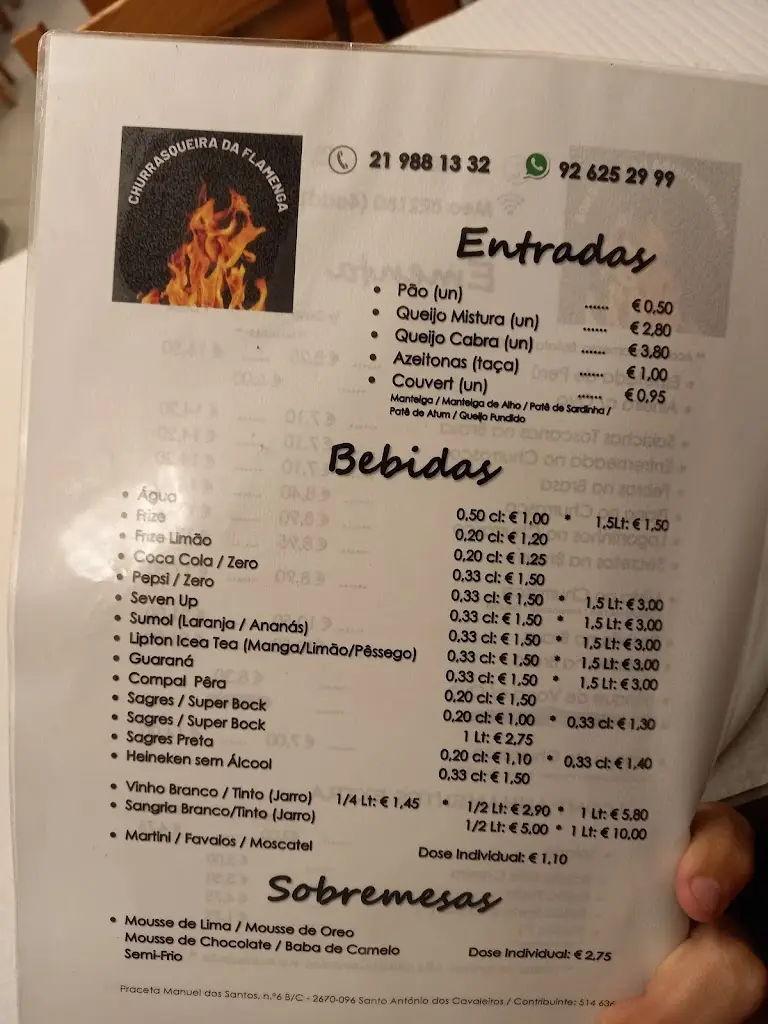 CHURRASQUEIRA DA FLAMENGA
21 988 13 32 92 625 29 99
Entradas
• Pão (un) ...... € 0,50
• Queijo Mistura (un) ...... € 2,80
• Queijo Cabra (un) ...... € 3,80
• Azeitonas (taça) ...... € 1,00
• Couvert (un) ...... € 0,95
Manteiga / Manteiga de Alho / Patê de Sardinha /
Patê de Atum / Queijo Fundido
Bebidas
• Água 0,50 cl: € 1,00 * 1,5Lt: € 1,50
• Frize 0,20 cl: € 1,20
• Frize Limão 0,20 cl: € 1,25
• Coca Cola / Zero 0,33 cl: € 1,50
• Pepsi / Zero 0,33 cl: € 1,50 * 1,5 Lt: € 3,00
• Seven Up 0,33 cl: € 1,50 * 1,5 Lt: € 3,00
• Sumol (Laranja / Ananás) 0,33 cl: € 1,50 * 1,5 Lt: € 3,00
• Lipton Icea Tea (Manga/Limão/Pêssego) 0,33 cl: € 1,50 * 1,5 Lt: € 3,00
• Guaraná 0,33 cl: € 1,50 * 1,5 Lt: € 3,00
• Compal Pêra 0,20 cl: € 1,50
• Sagres / Super Bock 0,20 cl: € 1,00 * 0,33 cl: € 1,30
• Sagres / Super Bock 1 Lt: € 2,75
• Sagres Preta 0,20 cl: € 1,10 * 0,33 cl: € 1,40
• Heineken sem Álcool 0,33 cl: € 1,50
• Vinho Branco / Tinto (Jarro) 1/4 Lt: € 1,45 * 1/2 Lt: € 2,90 * 1 Lt: € 5,80
• Sangria Branco/Tinto (Jarro) 1/2 Lt: € 5,00 * 1 Lt: € 10,00
• Martini / Favaios / Moscatel Dose Individual: € 1,10
Sobremesas
• Mousse de Lima / Mousse de Oreo
Mousse de Chocolate / Baba de Camelo Dose Individual: € 2,75
Semi-Frio
Praceta Manuel dos Santos, n.º6 B/C - 2670-096 Santo António dos Cavaleiros / Contribuinte: 514 636